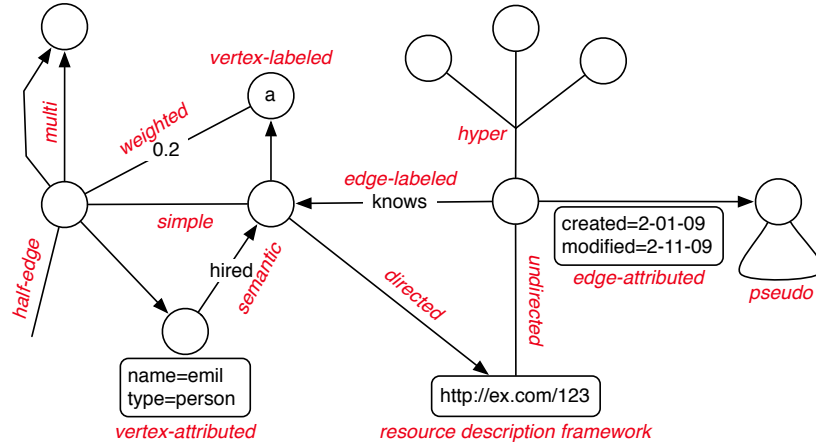 vertex-labeled
a
multi
weighted
0.2
hyper
edge-labeled
knows
simple
created=2-01-09
modified=2-11-09
edge-attributed
half-edge
hired
semantic
directed
undirected
pseudo
name=emil
type=person
vertex-attributed
http://ex.com/123
resource description framework